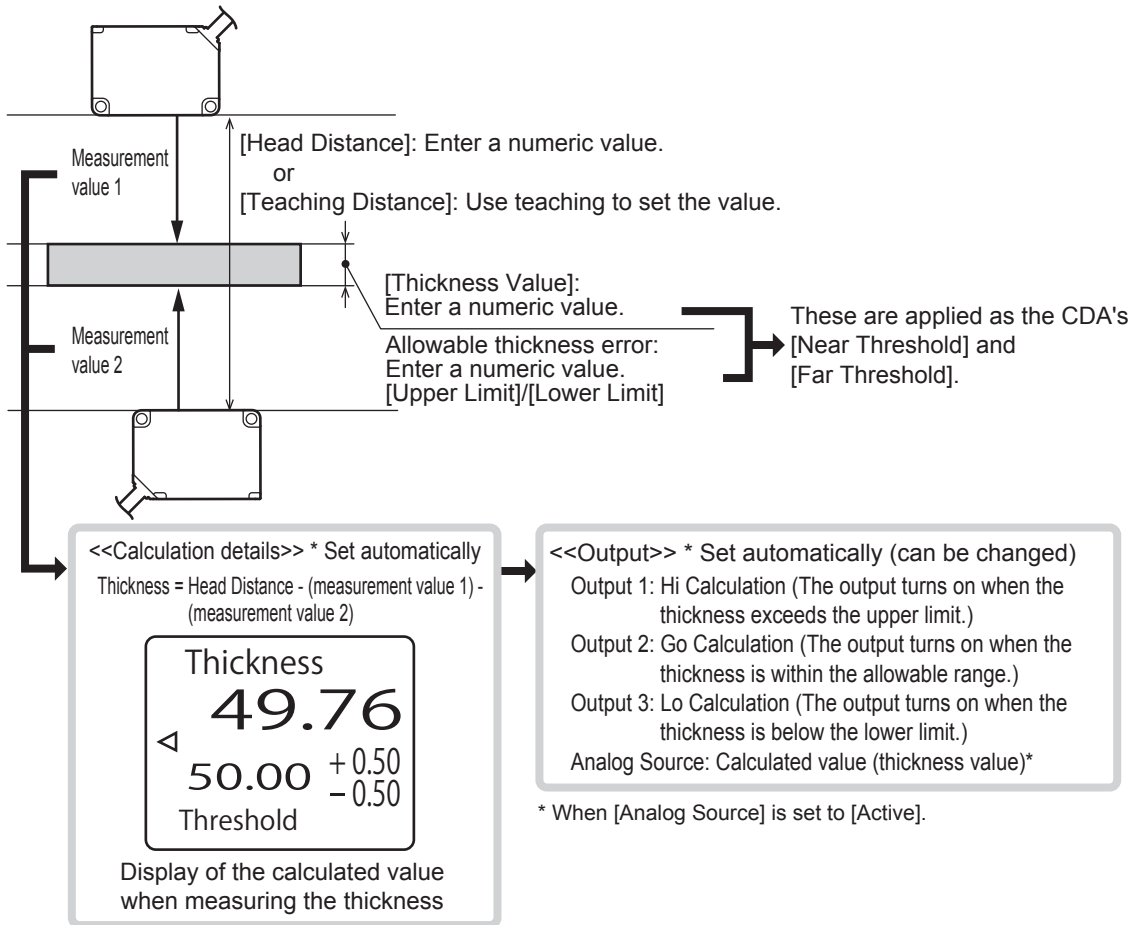 [Head Distance]: Enter a numeric value.
or
[Teaching Distance]: Use teaching to set the value.
Measurement
value 1
[Thickness Value]:
Enter a numeric value.
Allowable thickness error:
Enter a numeric value.
[Upper Limit]/[Lower Limit]
These are applied as the CDA's
[Near Threshold] and
[Far Threshold].
Measurement
value 2
<<Calculation details>> * Set automatically
Thickness = Head Distance - (measurement value 1) -
(measurement value 2)
Thickness
49.76
50.00 + 0.50
- 0.50
Threshold
Display of the calculated value
when measuring the thickness
<<Output>> * Set automatically (can be changed)
Output 1: Hi Calculation (The output turns on when the
thickness exceeds the upper limit.)
Output 2: Go Calculation (The output turns on when the
thickness is within the allowable range.)
Output 3: Lo Calculation (The output turns on when the
thickness is below the lower limit.)
Analog Source: Calculated value (thickness value)*
* When [Analog Source] is set to [Active].